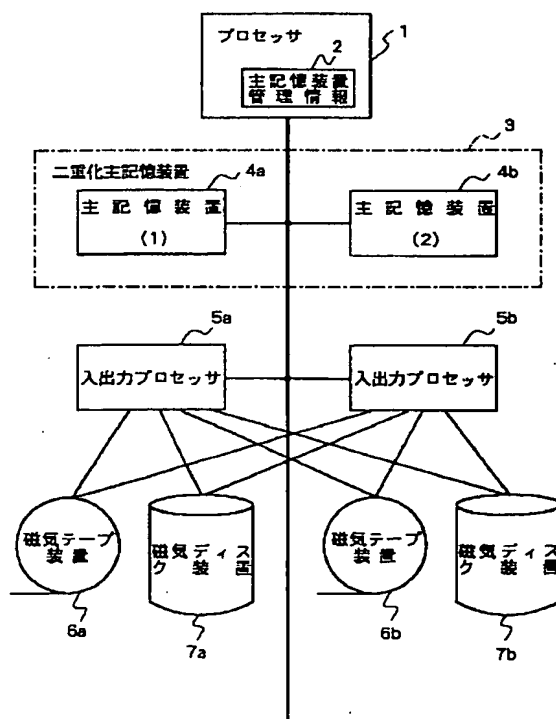 プロセッサ
1
2
主記憶装置
管理情報
3
二重化主記憶装置
4a
4b
主記憶装置
(1)
主記憶装置
(2)
5a
5b
入出力プロセッサ
入出力プロセッサ
磁気テープ
装置
磁気ディス
ク装置
磁気テープ
装置
磁気ディス
ク装置
6a
7a
6b
7b